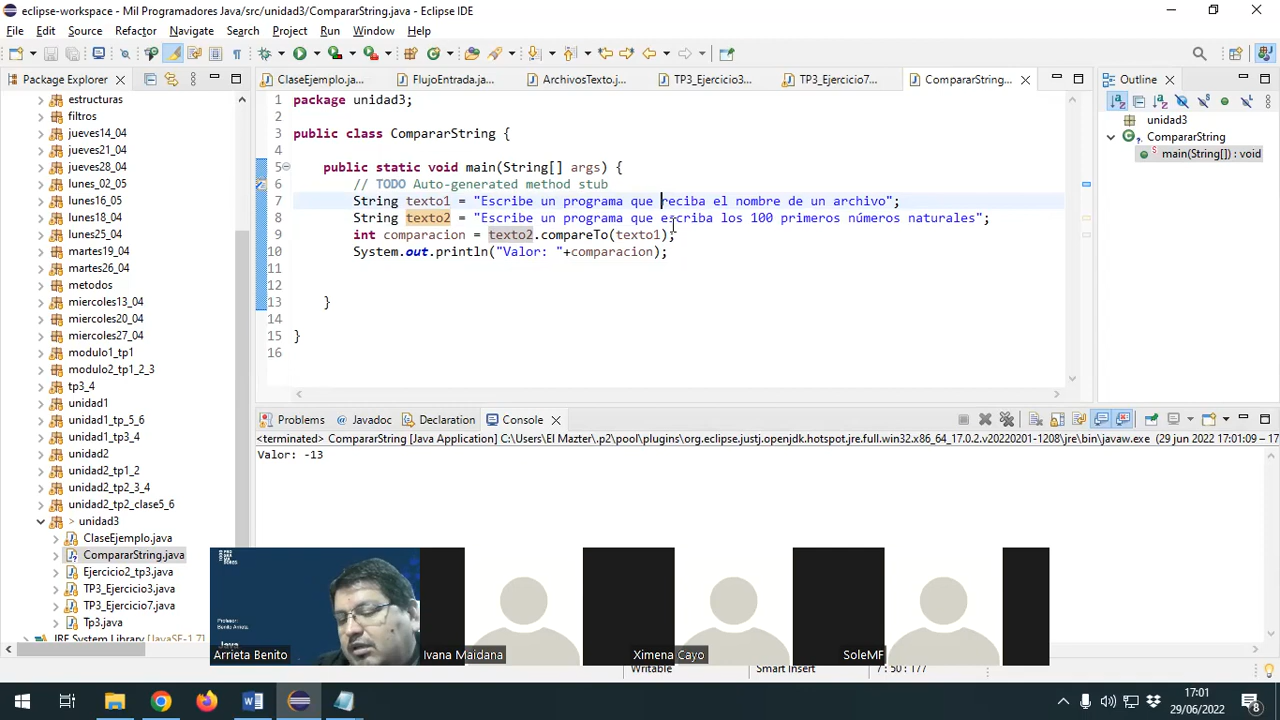 eclipse-workspace - Mil Programadores Java/src/unidad3/CompararString.java - Eclipse IDE
File Edit Source Refactor Navigate Search Project Run Window Help
Package Explorer
ClaseEjemplo.ja... FlujoEntrada.ja... ArchivosTexto.j... TP3_Ejercicio3... TP3_Ejercicio7... CompararString...
Outline
estructuras
filtros
jueves14_04
jueves21_04
jueves28_04
lunes_02_05
lunes16_05
lunes18_04
lunes25_04
martes26_04
metodos
miercoles13_04
miercoles20_04
miercoles27_04
modulo1_tp1
modulo2_tp1_2_3
tp3_4
unidad1
unidad1_tp_5_6
unidad1_tp3_4
unidad2
unidad2_tp1_2
unidad2_tp2_3_4
unidad2_tp2_clase5_6
> unidad3
ClaseEjemplo.java
CompararString.java
Ejercicio2_tp3.java
TP3_Ejercicio3.java
TP3_Ejercicio7.java
Tp3.java
JRE System Library [JavaSE-1.7]
1 package unidad3;
2
3 public class CompararString {
4
5 public static void main(String[] args) {
6 // TODO Auto-generated method stub
7 String texto1 = "Escribe un programa que reciba el nombre de un archivo";
8 String texto2 = "Escribe un programa que escriba los 100 primeros números naturales";
9 int comparacion = texto2.compareTo(texto1);
10 System.out.println("Valor: "+comparacion);
11
12
13 }
14
15 }
16
unidad3
CompararString
main(String[]) : void
Problems Javadoc Declaration Console
<terminated> CompararString [Java Application] C:\Users\El Mazter\.p2\pool\plugins\org.eclipse.justj.openjdk.hotspot.jre.full.win32.x86_64_17.0.2.v20220201-1208\jre\bin\javaw.exe (29 jun 2022 17:01:09 – 17
Valor: -13
Profesor:
Benito Arrieta
Java
Arrieta Benito
Ivana Maidana
Ximena Cayo
SoleMF
Writable Smart Insert 7 : 50 : 177
17:01
29/06/2022
8